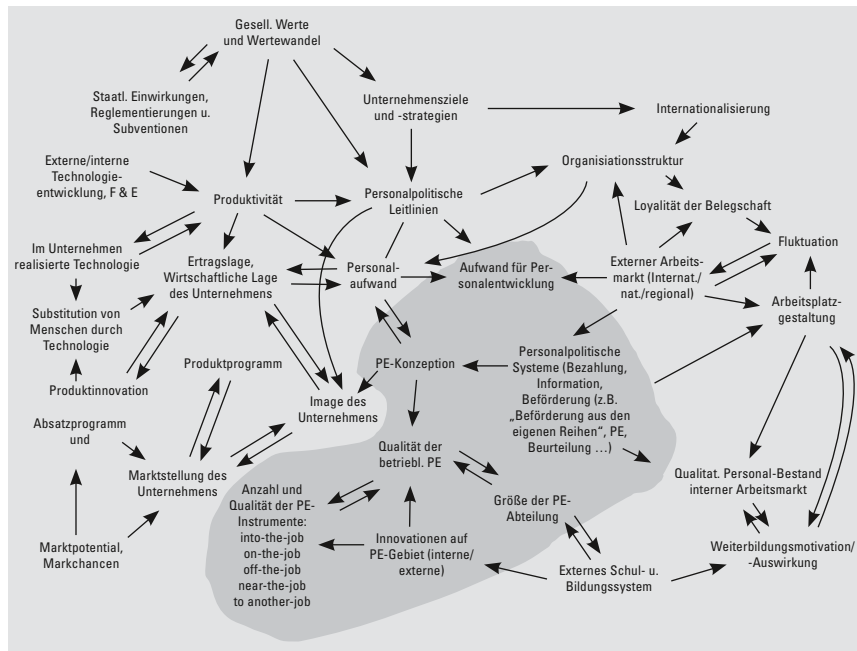 Gesell. Werte
und Wertewandel
Staatl. Einwirkungen,
Reglementierungen u.
Subventionen
Unternehmensziele
und -strategien
Internationalisierung
Externe/interne
Technologie-
entwicklung, F & E
Organisiationsstruktur
Produktivität
Personalpolitische
Leitlinien
Loyalität der Belegschaft
Fluktuation
Im Unternehmen
realisierte Technologie
Ertragslage,
Wirtschaftliche Lage
des Unternehmens
Personal-
aufwand
Aufwand für Per-
sonalentwicklung
Externer Arbeits-
markt (Internat./
nat./regional)
Arbeitsplatz-
gestaltung
Substitution von
Menschen durch
Technologie
Produktprogramm
PE-Konzeption
Personalpolitische
Systeme (Bezahlung,
Information,
Beförderung (z.B.
„Beförderung aus den
eigenen Reihen“, PE,
Beurteilung ...)
Produktinnovation
Image des
Unternehmens
Absatzprogramm
und
Qualität der
betriebl. PE
Marktstellung des
Unternehmens
Qualitat. Personal-Bestand
interner Arbeitsmarkt
Anzahl und
Qualität der PE-
Instrumente:
into-the-job
on-the-job
off-the-job
near-the-job
to another-job
Größe der PE-
Abteilung
Innovationen auf
PE-Gebiet (interne/
externe)
Marktpotential,
Markchancen
Externes Schul- u.
Bildungssystem
Weiterbildungsmotivation/
-Auswirkung